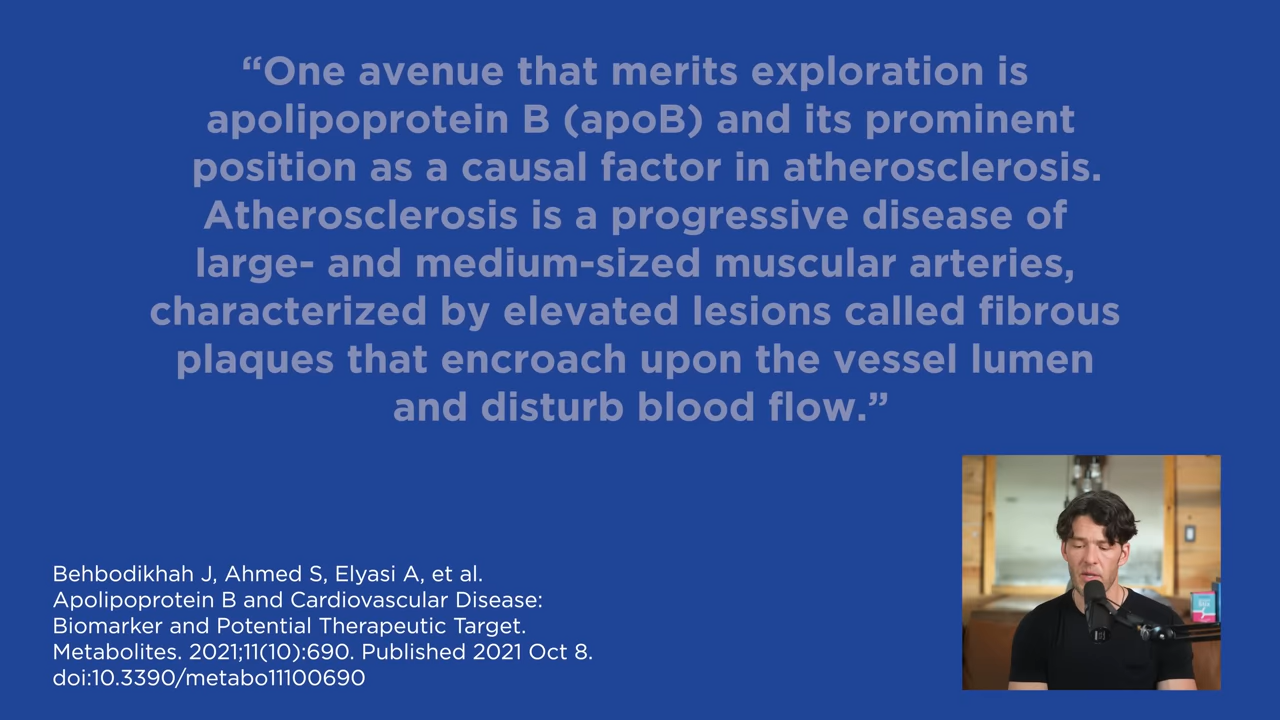 “One avenue that merits exploration is
apolipoprotein B (apoB) and its prominent
position as a causal factor in atherosclerosis.
Atherosclerosis is a progressive disease of
large- and medium-sized muscular arteries,
characterized by elevated lesions called fibrous
plaques that encroach upon the vessel lumen
and disturb blood flow.”
Behbodikhah J, Ahmed S, Elyasi A, et al.
Apolipoprotein B and Cardiovascular Disease:
Biomarker and Potential Therapeutic Target.
Metabolites. 2021;11(10):690. Published 2021 Oct 8.
doi:10.3390/metabo11100690